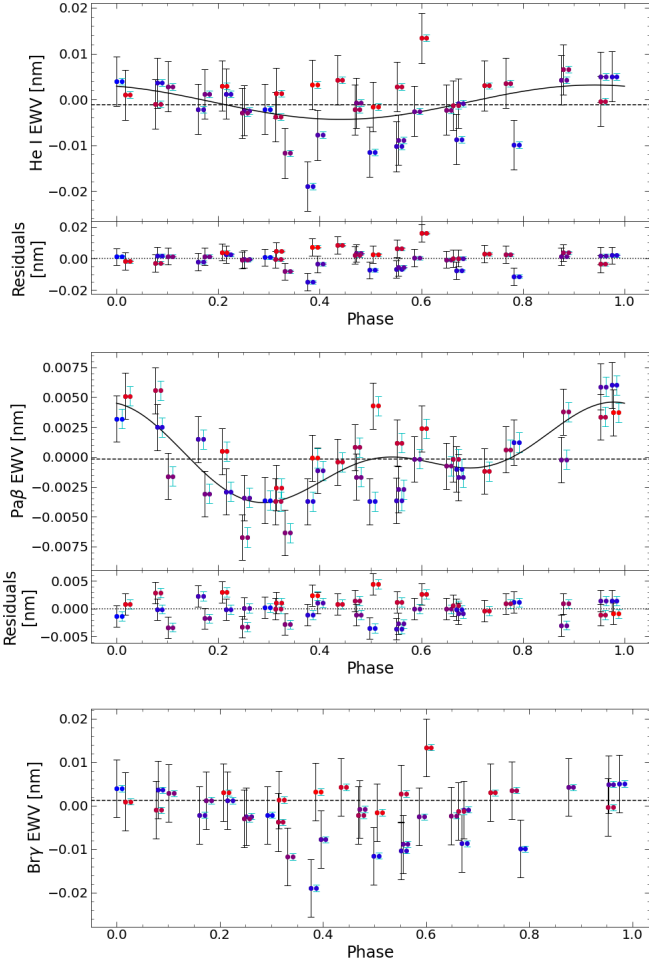 He I EWV [nm]
0.02
0.01
0.00
−0.01
−0.02
Residuals
[nm]
0.02
0.00
−0.02
0.0 0.2 0.4 0.6 0.8 1.0
Phase
Paβ EWV [nm]
0.0075
0.0050
0.0025
0.0000
−0.0025
−0.0050
−0.0075
Residuals
[nm]
0.005
0.000
−0.005
0.0 0.2 0.4 0.6 0.8 1.0
Phase
Brγ EWV [nm]
0.02
0.01
0.00
−0.01
−0.02
0.0 0.2 0.4 0.6 0.8 1.0
Phase